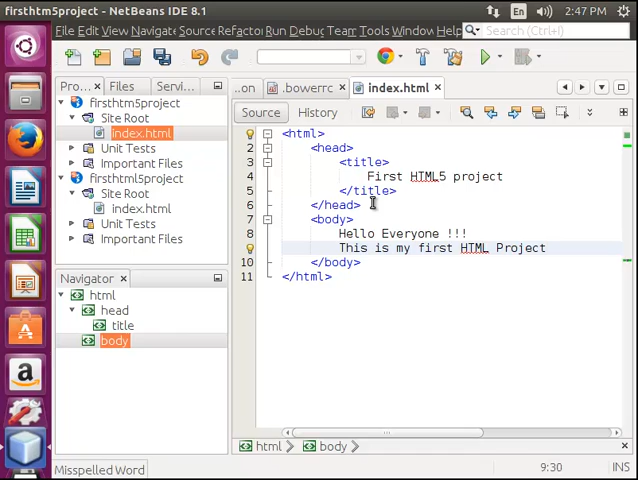 firsthtm5project - NetBeans IDE 8.1
En
2:47 PM
File Edit View Navigate Source Refactor Run Debug Team Tools Window Help
Search (Ctrl+I)
Pro...
Files
Servi...
...on
.bowerrc
index.html
firsthtm5project
Site Root
index.html
Unit Tests
Important Files
firsthtml5project
Site Root
index.html
Unit Tests
Important Files
Source
History
1
<html>
2
<head>
3
<title>
4
First HTML5 project
5
</title>
6
</head>
7
<body>
8
Hello Everyone !!!
9
This is my first HTML Project
10
</body>
11
</html>
Navigator
html
head
title
body
html
body
Misspelled Word
9:30
INS